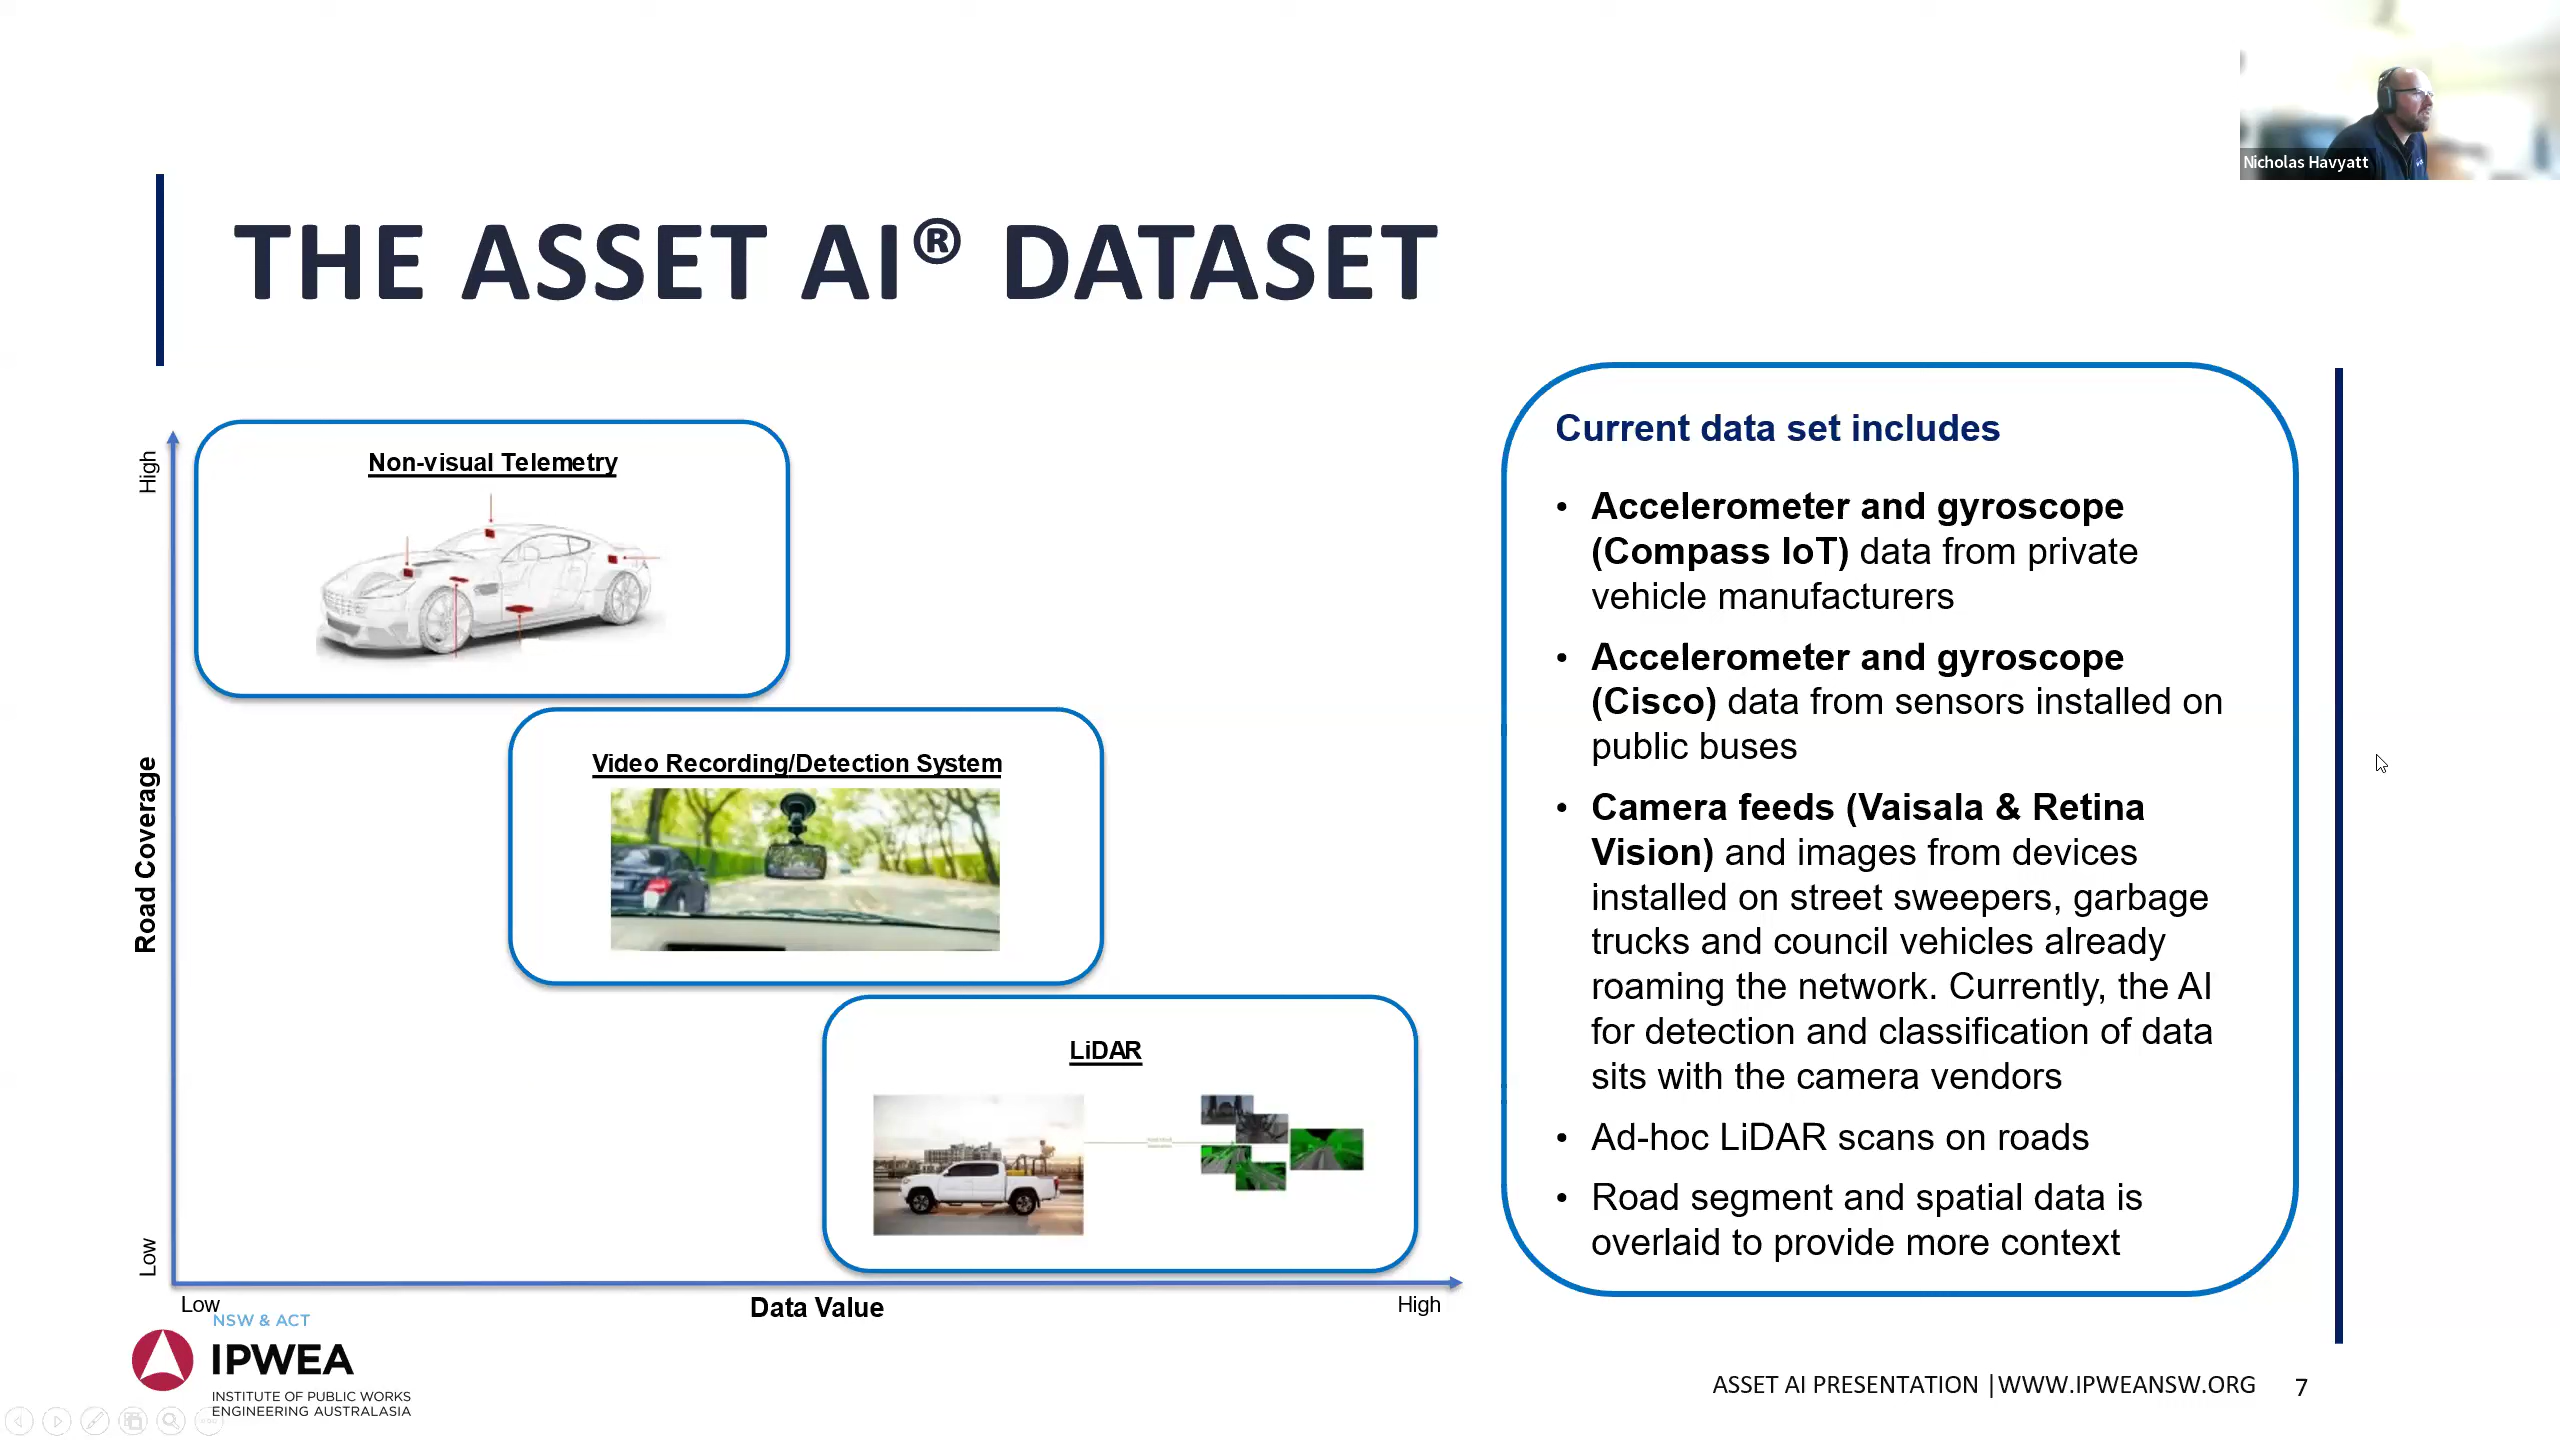 Nicholas Havyatt
THE ASSET AI® DATASET
High
Road Coverage
Low
Non-visual Telemetry
Video Recording/Detection System
LiDAR
Low
Data Value
High
Current data set includes
• Accelerometer and gyroscope
(Compass IoT) data from private
vehicle manufacturers
• Accelerometer and gyroscope
(Cisco) data from sensors installed on
public buses
• Camera feeds (Vaisala & Retina
Vision) and images from devices
installed on street sweepers, garbage
trucks and council vehicles already
roaming the network. Currently, the AI
for detection and classification of data
sits with the camera vendors
• Ad-hoc LiDAR scans on roads
• Road segment and spatial data is
overlaid to provide more context
NSW & ACT
IPWEA
INSTITUTE OF PUBLIC WORKS
ENGINEERING AUSTRALASIA
ASSET AI PRESENTATION |WWW.IPWEANSW.ORG
7